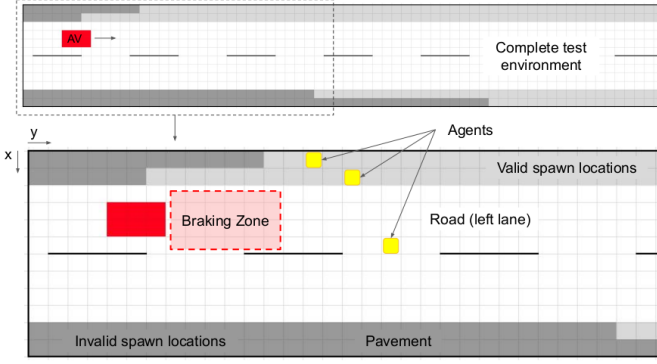 AV
Complete test
environment
y
x
Agents
Valid spawn locations
Braking Zone
Road (left lane)
Invalid spawn locations
Pavement